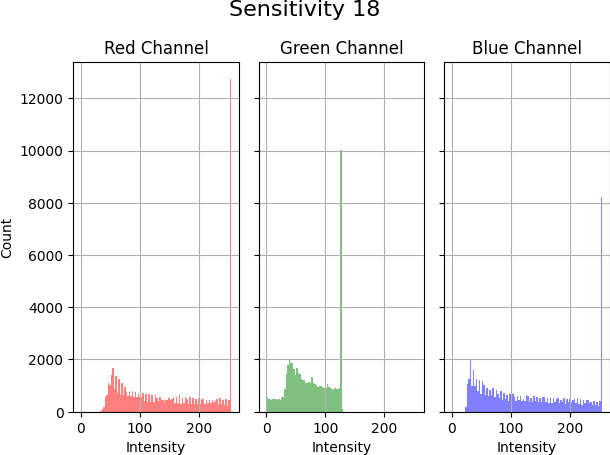 Sensitivity 18
Red Channel
Green Channel
Blue Channel
Count
12000
10000
8000
6000
4000
2000
0
0 100 200
0 100 200
0 100 200
Intensity
Intensity
Intensity